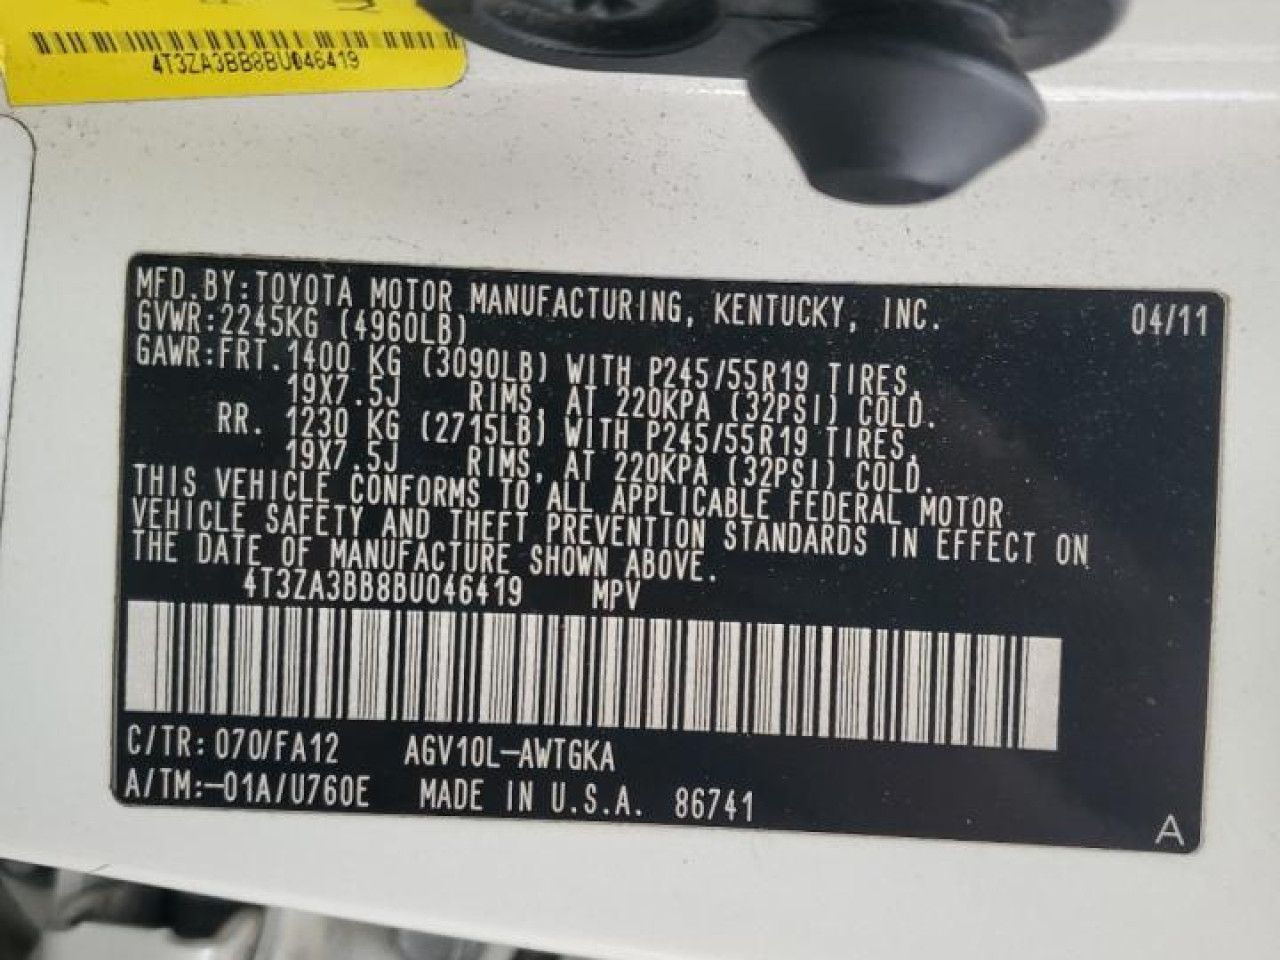 4T3ZA3BB8BU046419
MFD.BY:TOYOTA MOTOR MANUFACTURING, KENTUCKY, INC. 04/11
GVWR:2245KG (4960LB)
GAWR:FRT. 1400 KG (3090LB) WITH P245/55R19 TIRES,
19X7.5J RIMS, AT 220KPA (32PSI) COLD.
RR. 1230 KG (2715LB) WITH P245/55R19 TIRES,
19X7.5J RIMS, AT 220KPA (32PSI) COLD.
THIS VEHICLE CONFORMS TO ALL APPLICABLE FEDERAL MOTOR
VEHICLE SAFETY AND THEFT PREVENTION STANDARDS IN EFFECT ON
THE DATE OF MANUFACTURE SHOWN ABOVE.
4T3ZA3BB8BU046419 MPV
C/TR: 070/FA12 AGV10L-AWTGKA
A/TM:-01A/U760E MADE IN U.S.A. 86741
A